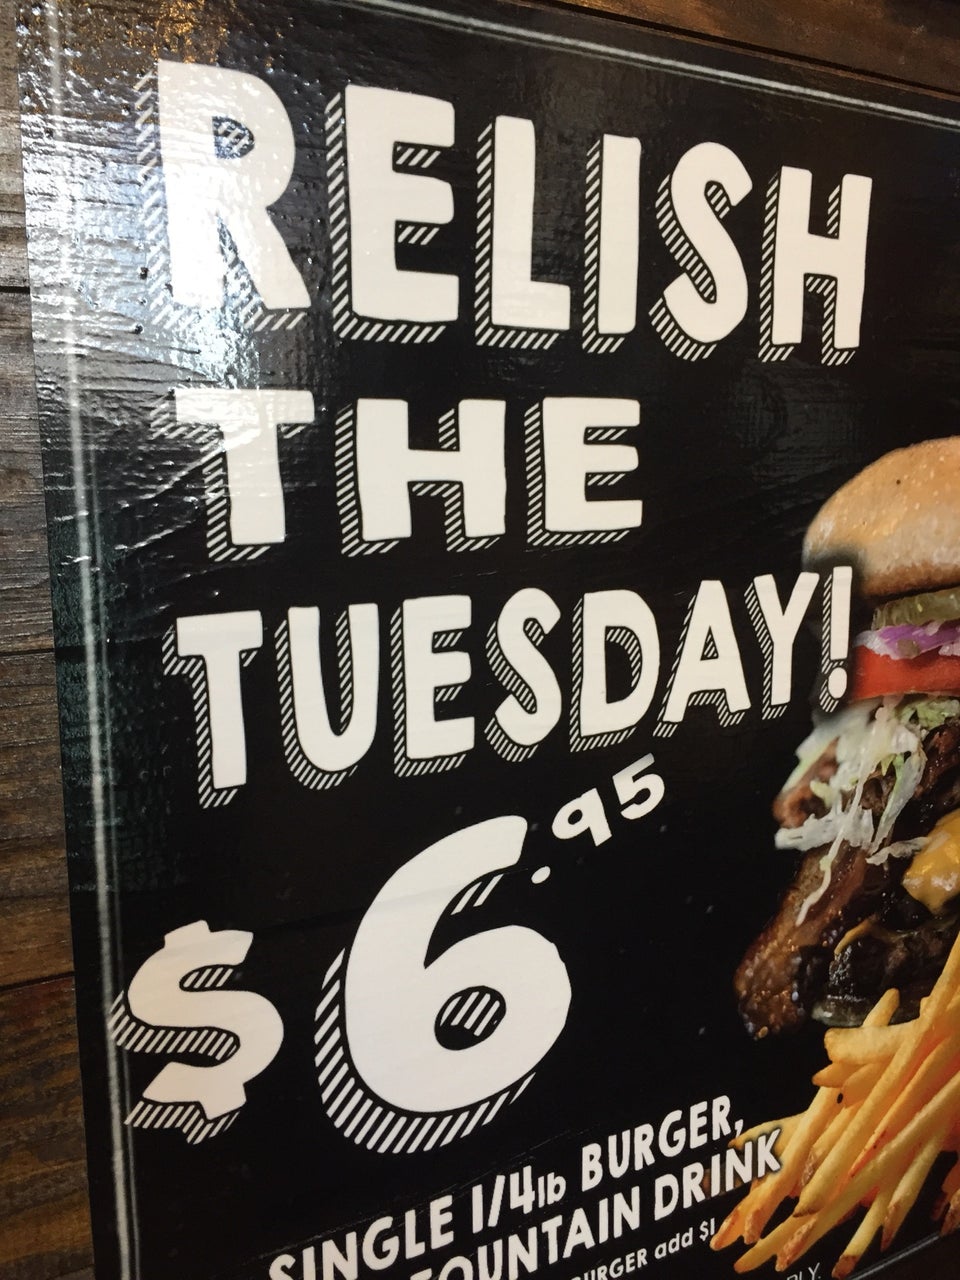 RELISH
THE
TUESDAY!
$6.95
SINGLE 1/4lb BURGER,
FOUNTAIN DRINK
BURGER add $1